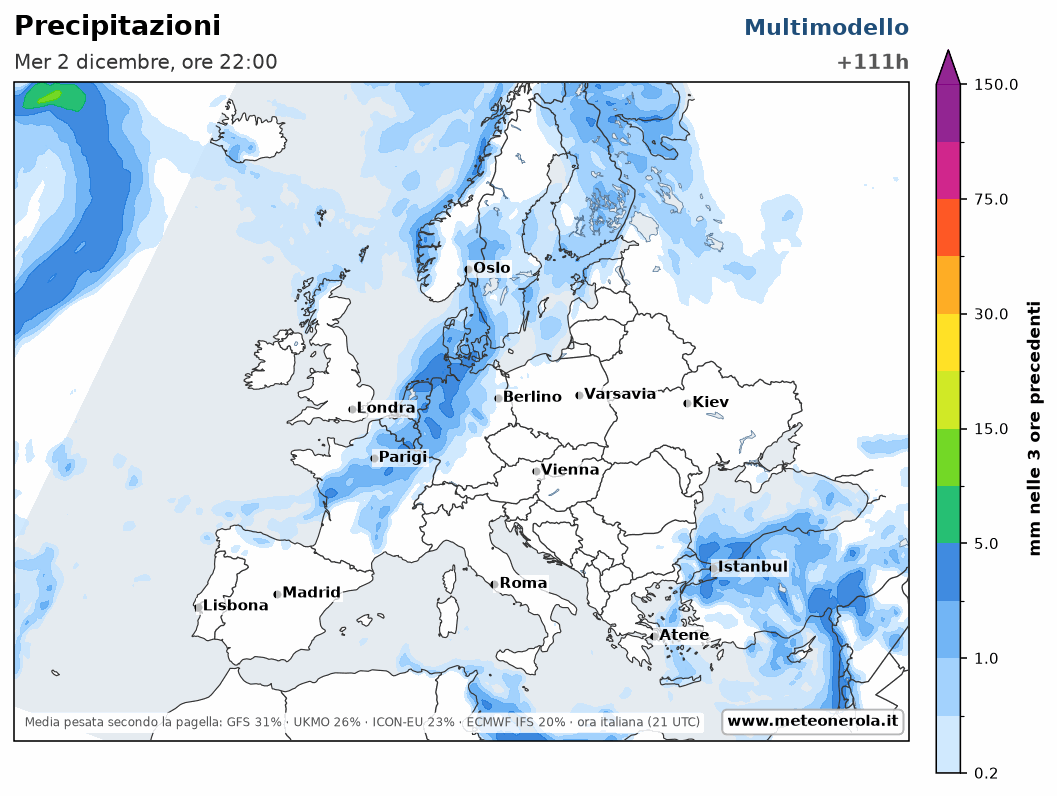 Precipitazioni
Multimodello
Mer 2 dicembre, ore 22:00
+111h
150.0
75.0
30.0
15.0
5.0
1.0
0.2
mm nelle 3 ore precedenti
Oslo
Londra
Berlino
Varsavia
Kiev
Parigi
Vienna
Istanbul
Roma
Madrid
Lisbona
Atene
Media pesata secondo la pagella: GFS 31% · UKMO 26% · ICON-EU 23% · ECMWF IFS 20% · ora italiana (21 UTC)
www.meteonerola.it